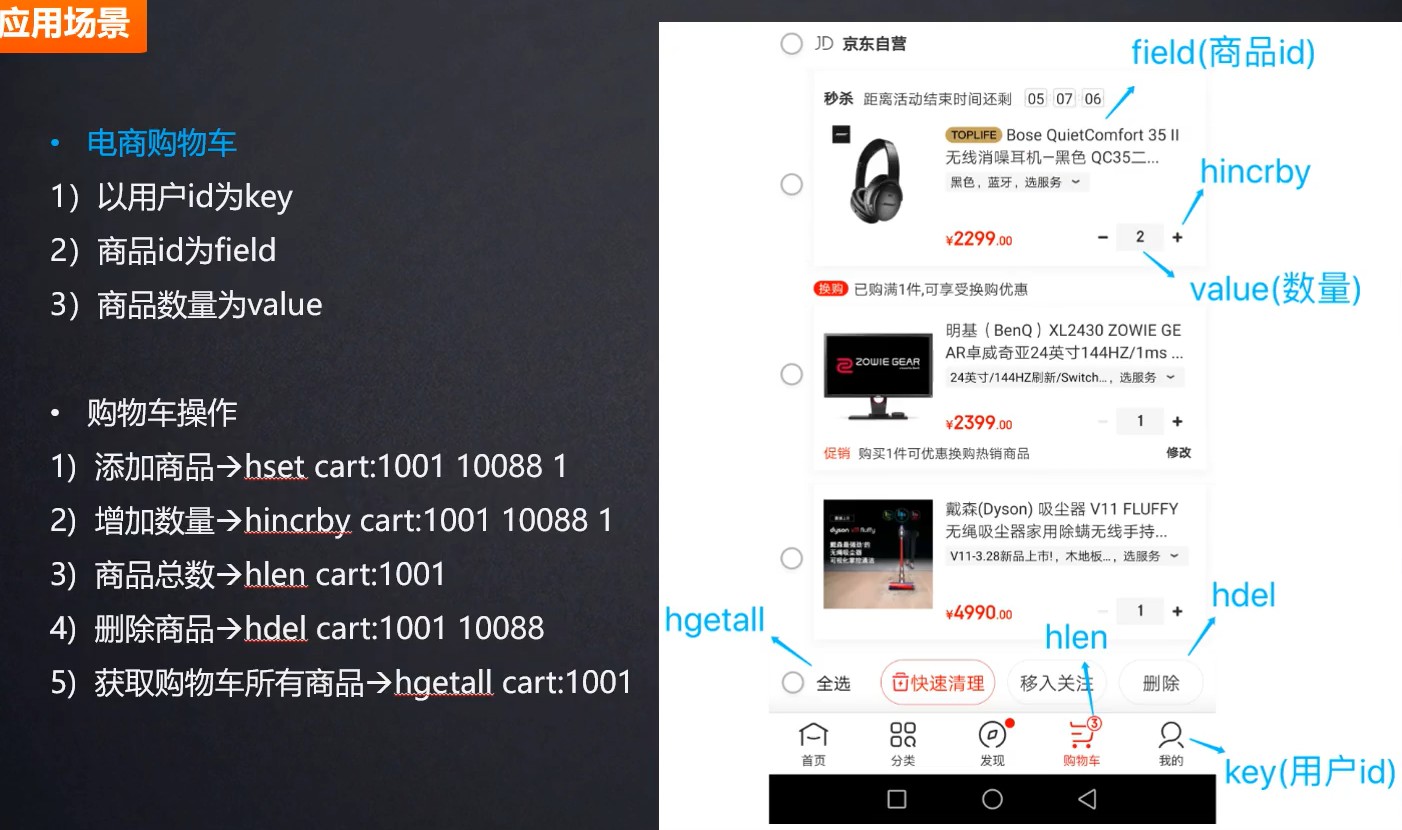 应用场景
• 电商购物车
1）以用户id为key
2）商品id为field
3）商品数量为value
• 购物车操作
1）添加商品→hset cart:1001 10088 1
2）增加数量→hincrby cart:1001 10088 1
3）商品总数→hlen cart:1001
4）删除商品→hdel cart:1001 10088
5）获取购物车所有商品→hgetall cart:1001
JD 京东自营
field(商品id)
秒杀 距离活动结束时间还剩 05 07 06
TOPLIFE Bose QuietComfort 35 II
无线消噪耳机—黑色 QC35二...
黑色，蓝牙，选服务
hincrby
¥2299.00
− 2 +
value(数量)
换购 已购满1件,可享受换购优惠
明基（BenQ）XL2430 ZOWIE GE
AR卓威奇亚24英寸144HZ/1ms ...
ZOWIE GEAR
24英寸/144HZ刷新/Switch...，选服务
¥2399.00
− 1 +
促销 购买1件可优惠换购热销商品
修改
戴森(Dyson) 吸尘器 V11 FLUFFY
无绳吸尘器家用除螨无线手持...
dyson v11 fluffy
戴森最强劲的
无绳吸尘器
V11-3.28新品上市!，木地板...，选服务
¥4990.00
− 1 +
hgetall
hlen
hdel
全选
快速清理
移入关注
删除
首页
分类
发现
3
购物车
我的
key(用户id)